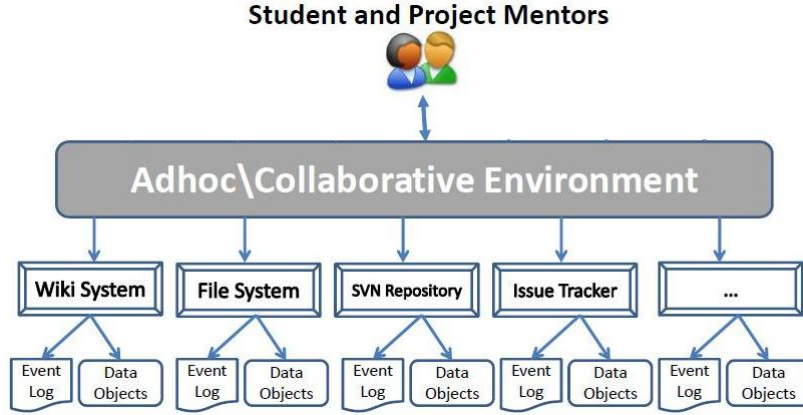 Student and Project Mentors
Adhoc\Collaborative Environment
Wiki System
File System
SVN Repository
Issue Tracker
...
Event
Log
Data
Objects
Event
Log
Data
Objects
Event
Log
Data
Objects
Event
Log
Data
Objects
Event
Log
Data
Objects